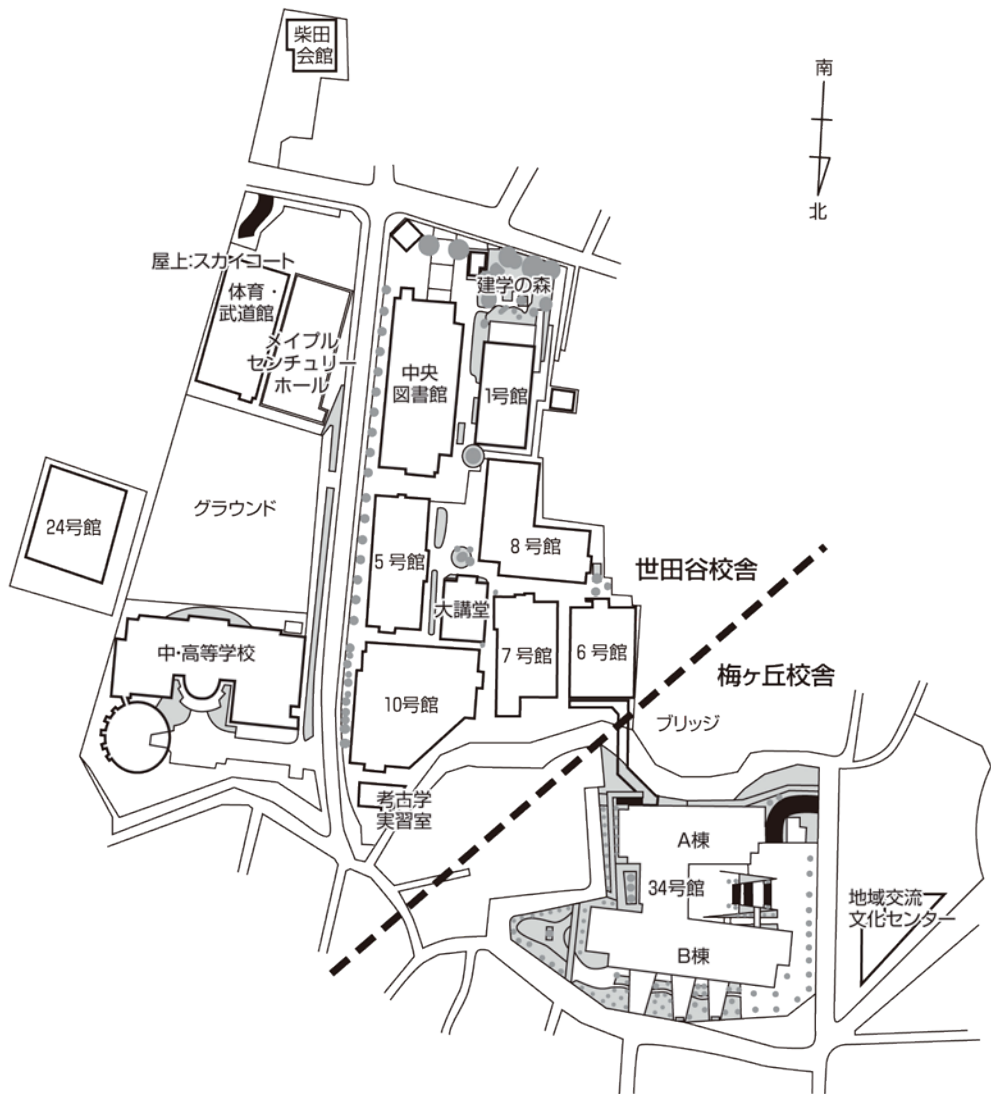 柴田
会館
南
北
屋上:スカイコート
体育・
武道館
メイプル
センチュリー
ホール
建学の森
中央
図書館
1号館
グラウンド
24号館
5号館
8号館
世田谷校舎
大講堂
7号館
6号館
中・高等学校
梅ヶ丘校舎
10号館
ブリッジ
考古学
実習室
A棟
34号館
B棟
地域交流
文化センター